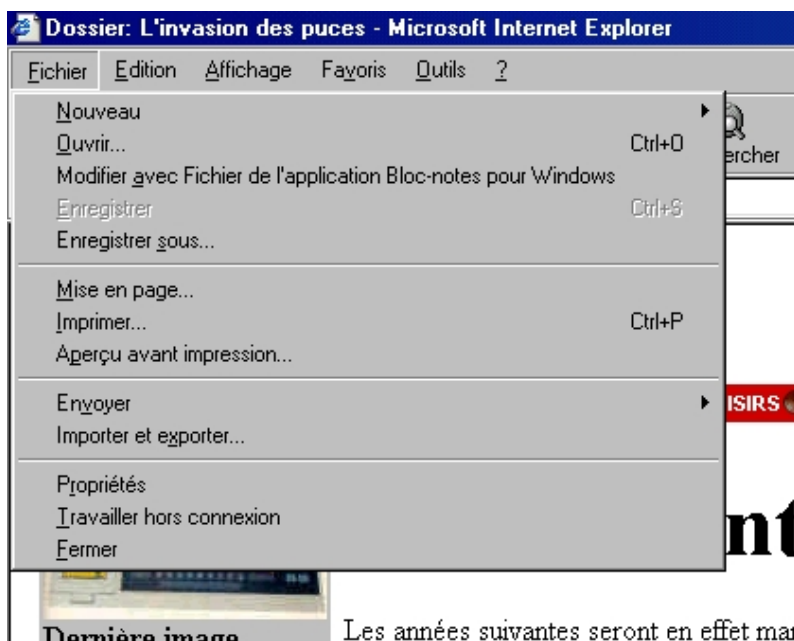 Dossier: L'invasion des puces - Microsoft Internet Explorer
Fichier Edition Affichage Favoris Outils ?
Nouveau
Ouvrir... Ctrl+O
ercher
Modifier avec Fichier de l'application Bloc-notes pour Windows
Enregistrer Ctrl+S
Enregistrer sous...
Mise en page...
Imprimer... Ctrl+P
Aperçu avant impression...
Envoyer
ISIRS
Importer et exporter...
Propriétés
Travailler hors connexion
nt
Fermer
Dernière image
Les années suivantes seront en effet mar